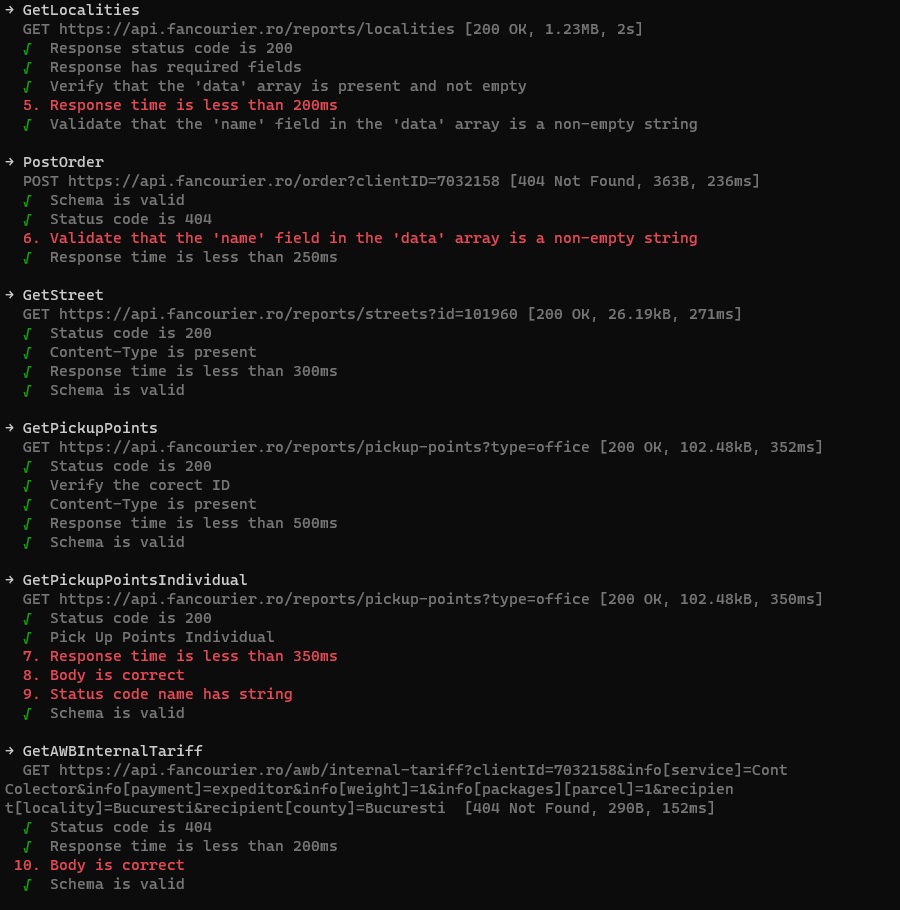 → GetLocalities
GET https://api.fancourier.ro/reports/localities [200 OK, 1.23MB, 2s]
√ Response status code is 200
√ Response has required fields
√ Verify that the 'data' array is present and not empty
5. Response time is less than 200ms
√ Validate that the 'name' field in the 'data' array is a non-empty string
→ PostOrder
POST https://api.fancourier.ro/order?clientID=7032158 [404 Not Found, 363B, 236ms]
√ Schema is valid
√ Status code is 404
6. Validate that the 'name' field in the 'data' array is a non-empty string
√ Response time is less than 250ms
→ GetStreet
GET https://api.fancourier.ro/reports/streets?id=101960 [200 OK, 26.19kB, 271ms]
√ Status code is 200
√ Content-Type is present
√ Response time is less than 300ms
√ Schema is valid
→ GetPickupPoints
GET https://api.fancourier.ro/reports/pickup-points?type=office [200 OK, 102.48kB, 352ms]
√ Status code is 200
√ Verify the corect ID
√ Content-Type is present
√ Response time is less than 500ms
√ Schema is valid
→ GetPickupPointsIndividual
GET https://api.fancourier.ro/reports/pickup-points?type=office [200 OK, 102.48kB, 350ms]
√ Status code is 200
√ Pick Up Points Individual
7. Response time is less than 350ms
8. Body is correct
9. Status code name has string
√ Schema is valid
→ GetAWBInternalTariff
GET https://api.fancourier.ro/awb/internal-tariff?clientId=7032158&info[service]=Cont
Colector&info[payment]=expeditor&info[weight]=1&info[packages][parcel]=1&recipien
t[locality]=Bucuresti&recipient[county]=Bucuresti [404 Not Found, 290B, 152ms]
√ Status code is 404
√ Response time is less than 200ms
10. Body is correct
√ Schema is valid